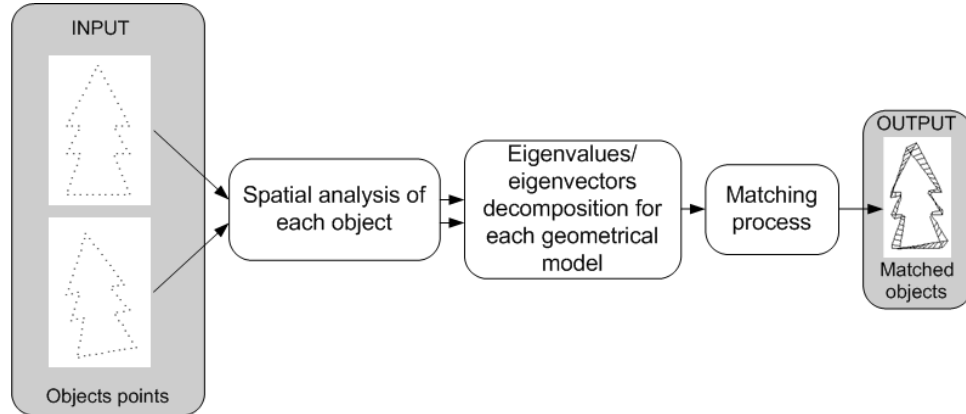 INPUT
Objects points
Spatial analysis of
each object
Eigenvalues/
eigenvectors
decomposition for
each geometrical
model
Matching
process
OUTPUT
Matched
objects